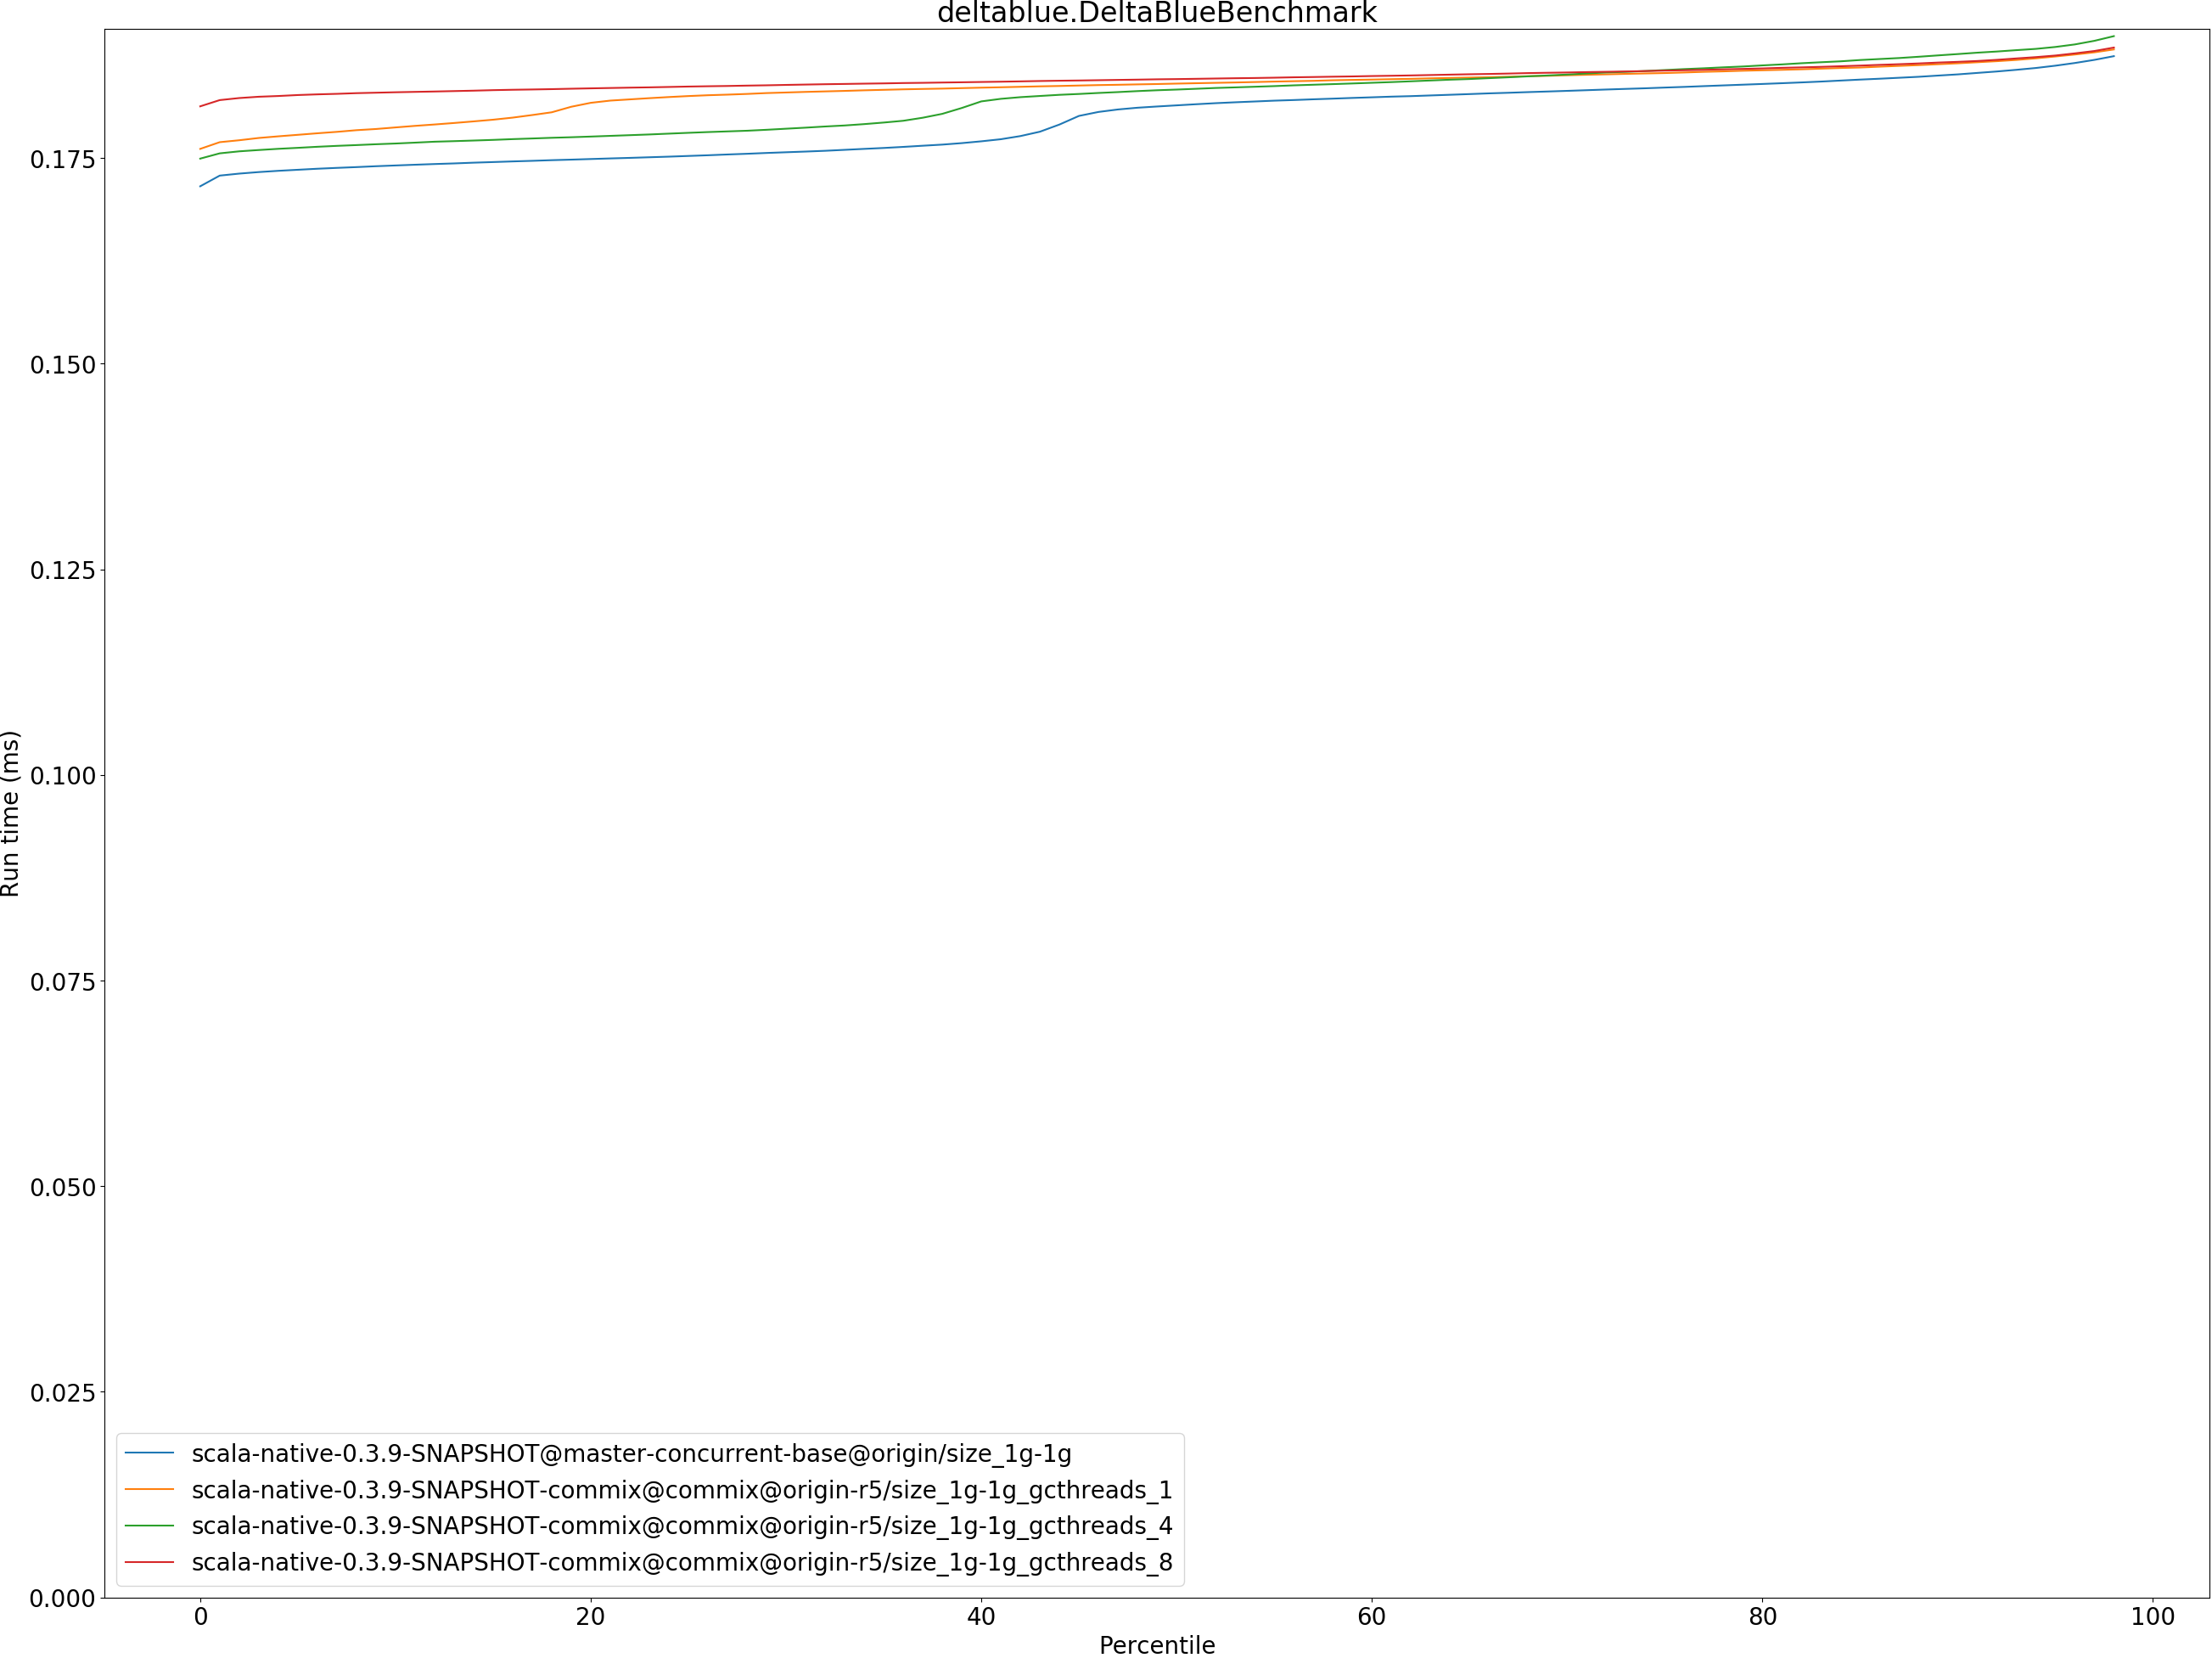 deltablue.DeltaBlueBenchmark
Run time (ms)
0.175
0.150
0.125
0.100
0.075
0.050
0.025
0.000
scala-native-0.3.9-SNAPSHOT@master-concurrent-base@origin/size_1g-1g
scala-native-0.3.9-SNAPSHOT-commix@commix@origin-r5/size_1g-1g_gcthreads_1
scala-native-0.3.9-SNAPSHOT-commix@commix@origin-r5/size_1g-1g_gcthreads_4
scala-native-0.3.9-SNAPSHOT-commix@commix@origin-r5/size_1g-1g_gcthreads_8
0 20 40 60 80 100
Percentile